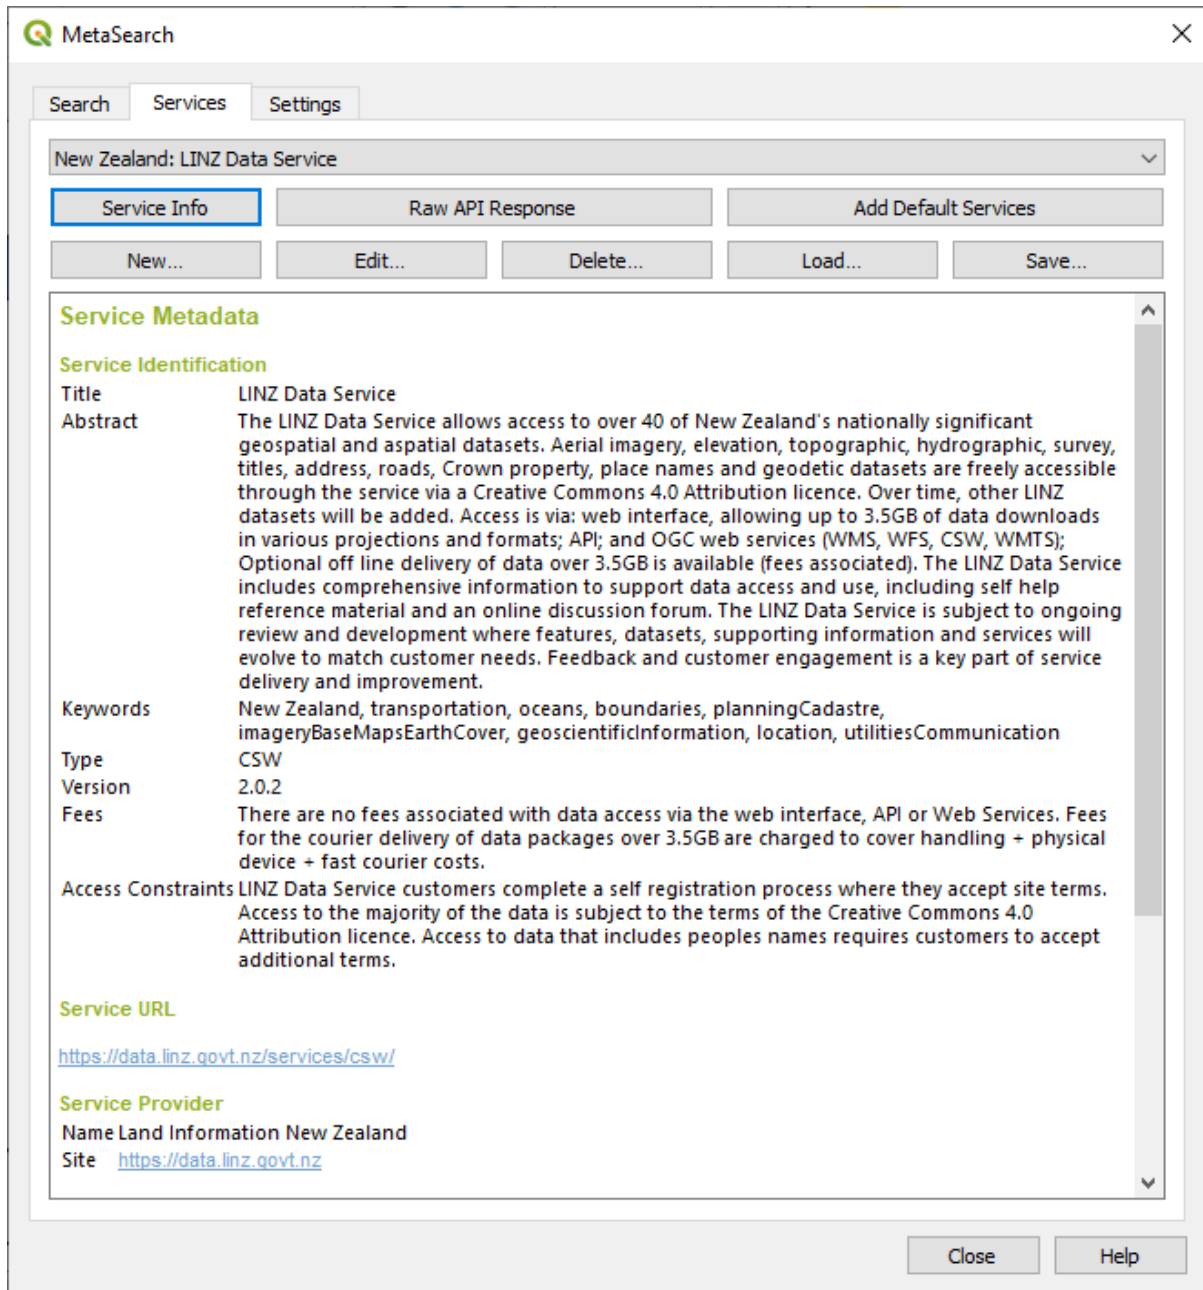 MetaSearch
Search Services Settings
New Zealand: LINZ Data Service
Service Info Raw API Response Add Default Services
New... Edit... Delete... Load... Save...
Service Metadata
Service Identification
Title LINZ Data Service
Abstract The LINZ Data Service allows access to over 40 of New Zealand's nationally significant
geospatial and aspatial datasets. Aerial imagery, elevation, topographic, hydrographic, survey,
titles, address, roads, Crown property, place names and geodetic datasets are freely accessible
through the service via a Creative Commons 4.0 Attribution licence. Over time, other LINZ
datasets will be added. Access is via: web interface, allowing up to 3.5GB of data downloads
in various projections and formats; API; and OGC web services (WMS, WFS, CSW, WMTS);
Optional off line delivery of data over 3.5GB is available (fees associated). The LINZ Data Service
includes comprehensive information to support data access and use, including self help
reference material and an online discussion forum. The LINZ Data Service is subject to ongoing
review and development where features, datasets, supporting information and services will
evolve to match customer needs. Feedback and customer engagement is a key part of service
delivery and improvement.
Keywords New Zealand, transportation, oceans, boundaries, planningCadastre,
imageryBaseMapsEarthCover, geoscientificInformation, location, utilitiesCommunication
Type CSW
Version 2.0.2
Fees There are no fees associated with data access via the web interface, API or Web Services. Fees
for the courier delivery of data packages over 3.5GB are charged to cover handling + physical
device + fast courier costs.
Access Constraints LINZ Data Service customers complete a self registration process where they accept site terms.
Access to the majority of the data is subject to the terms of the Creative Commons 4.0
Attribution licence. Access to data that includes peoples names requires customers to accept
additional terms.
Service URL
https://data.linz.govt.nz/services/csw/
Service Provider
Name Land Information New Zealand
Site https://data.linz.govt.nz
Close Help